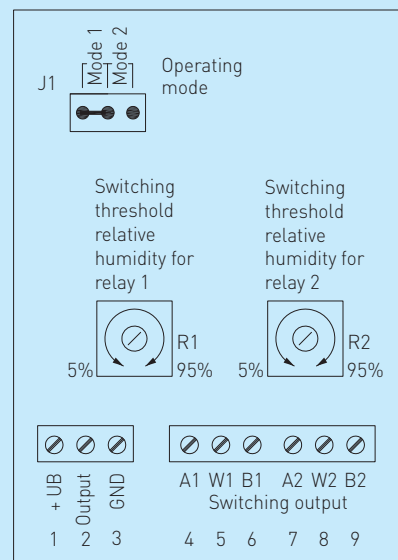 Mode 1
Mode 2
J1
Operating
mode
Switching
threshold
relative
humidity for
relay 1
R1
5%
95%
Switching
threshold
relative
humidity for
relay 2
R2
5%
95%
+ UB
Output
GND
1 2 3
A1 W1 B1 A2 W2 B2
Switching output
4 5 6 7 8 9